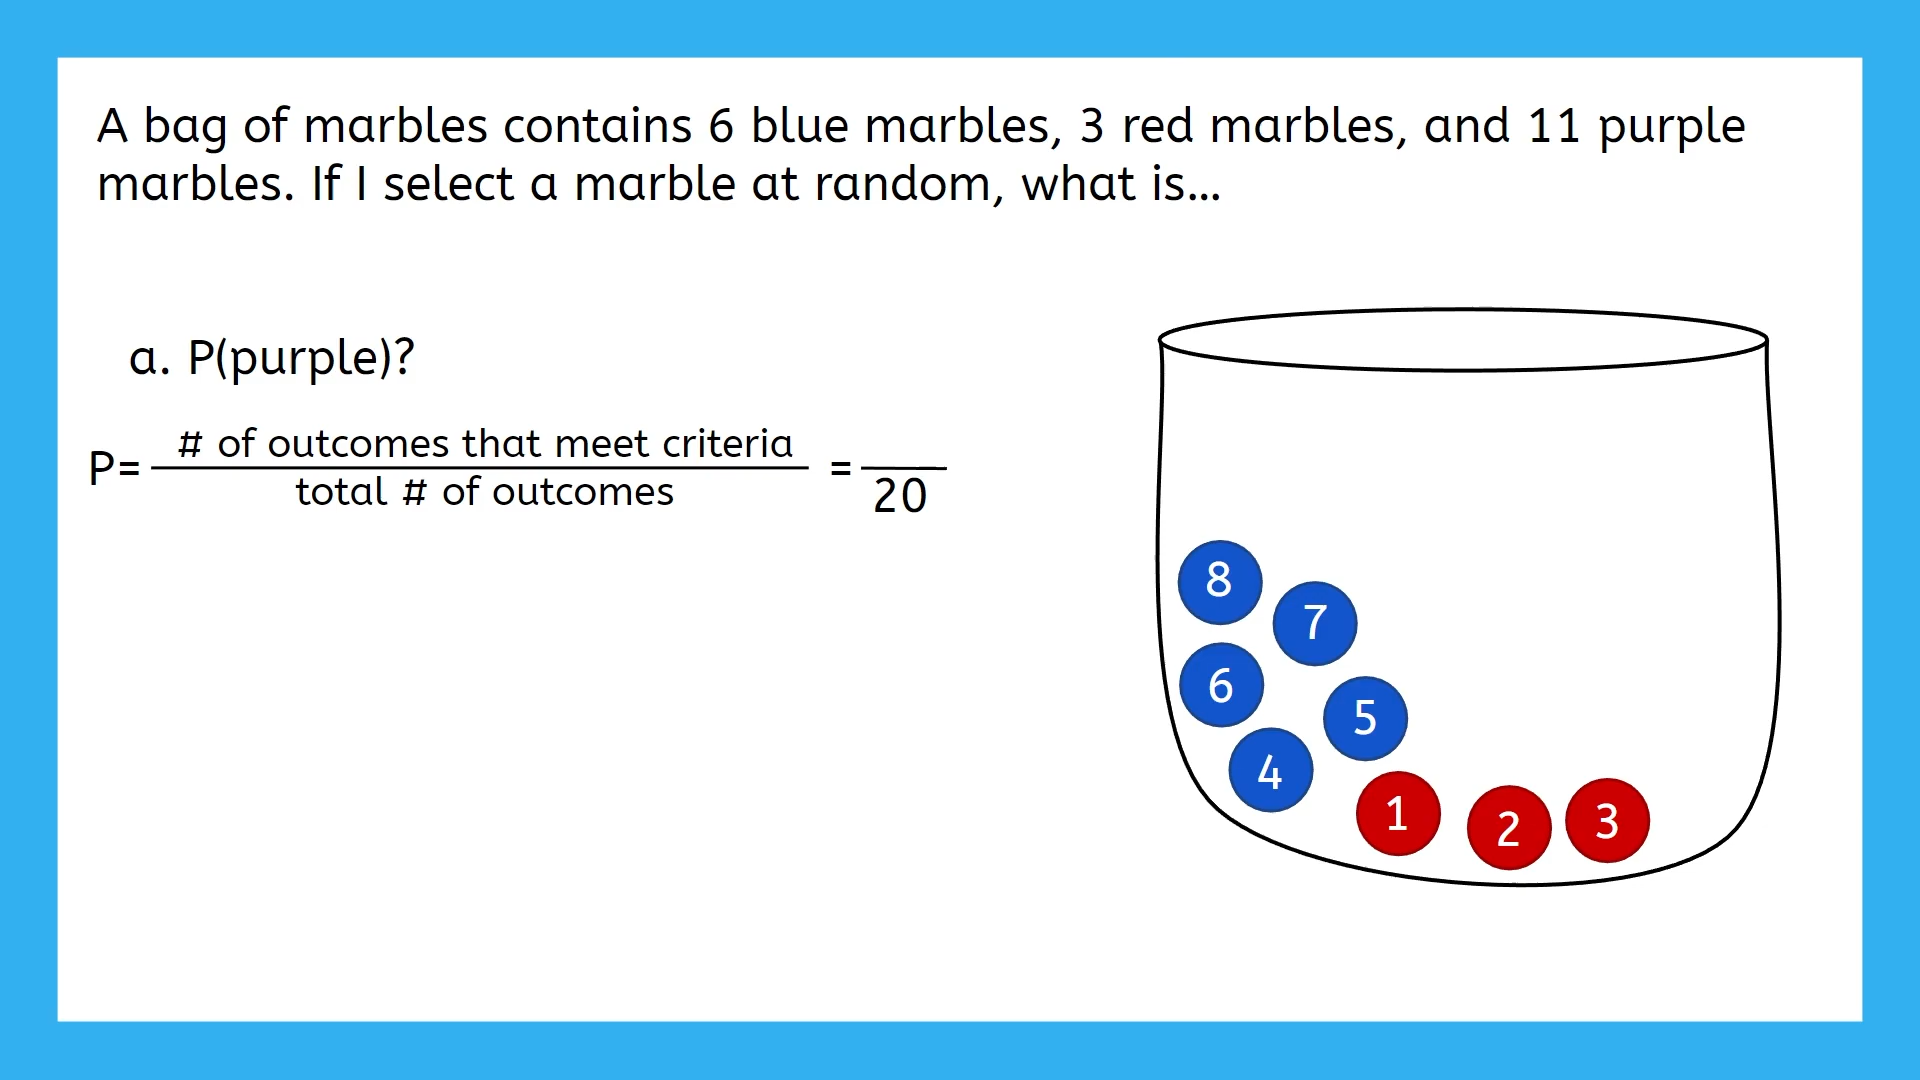 A bag of marbles contains 6 blue marbles, 3 red marbles, and 11 purple
marbles. If I select a marble at random, what is...
a. P(purple)?
# of outcomes that meet criteria
P= =
total # of outcomes 20
8
7
6
5
4
1
2
3